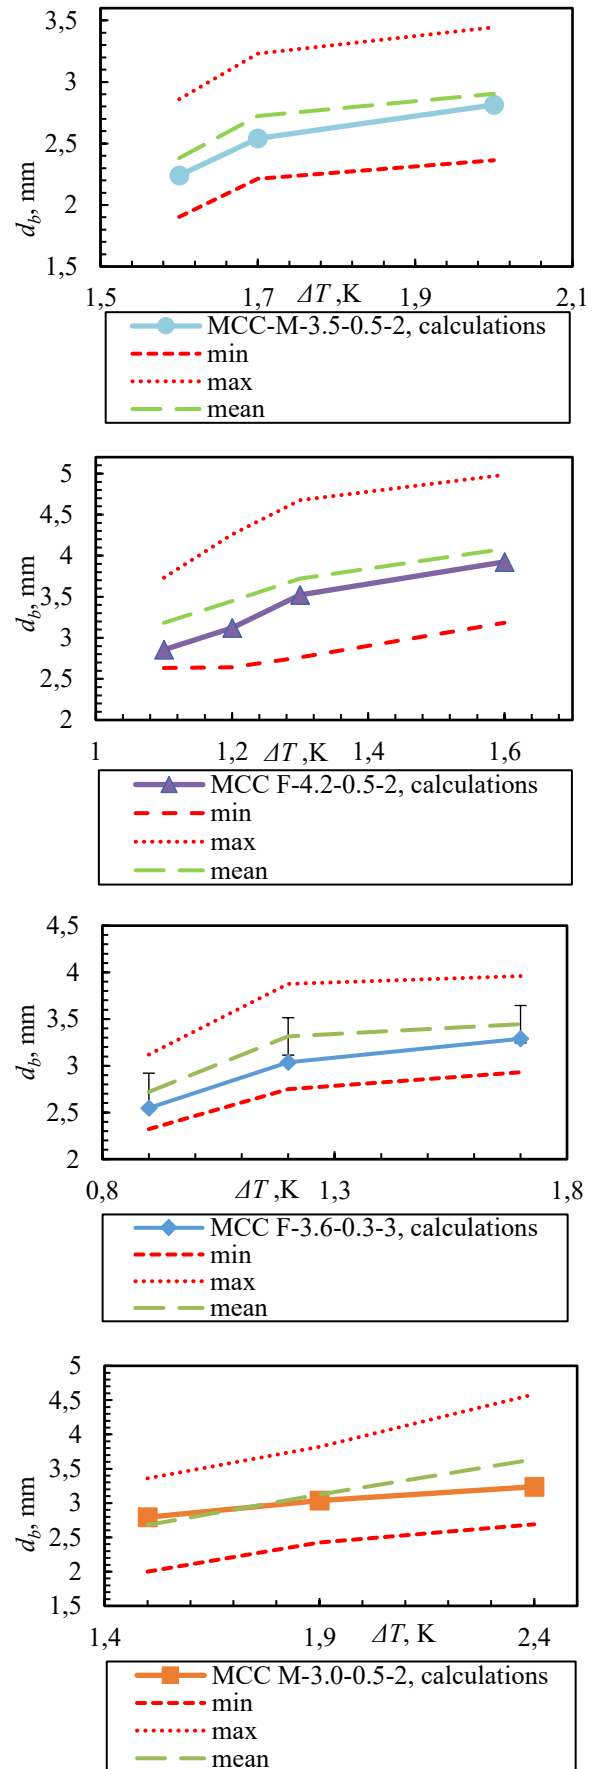 3,5
3
2,5
2
1,5
d_b, mm
1,5 1,7 ΔT ,K 1,9 2,1
MCC-M-3.5-0.5-2, calculations
min
max
mean
5
4,5
4
3,5
3
2,5
2
d_b, mm
1 1,2 ΔT ,K 1,4 1,6
MCC F-4.2-0.5-2, calculations
min
max
mean
4,5
4
3,5
3
2,5
2
d_b, mm
0,8 ΔT ,K 1,3 1,8
MCC F-3.6-0.3-3, calculations
min
max
mean
5
4,5
4
3,5
3
2,5
2
1,5
d_b, mm
1,4 1,9 ΔT, K 2,4
MCC M-3.0-0.5-2, calculations
min
max
mean